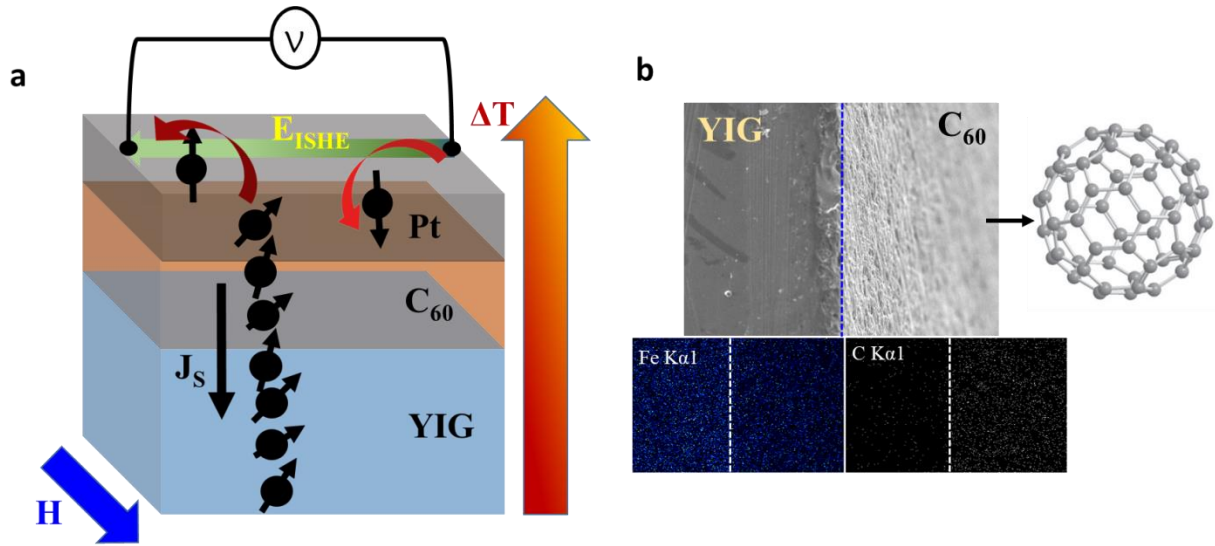 a
ν
ΔT
E_ISHE
Pt
C₆₀
J_S
YIG
H
b
YIG
C₆₀
Fe Kα1
C Kα1